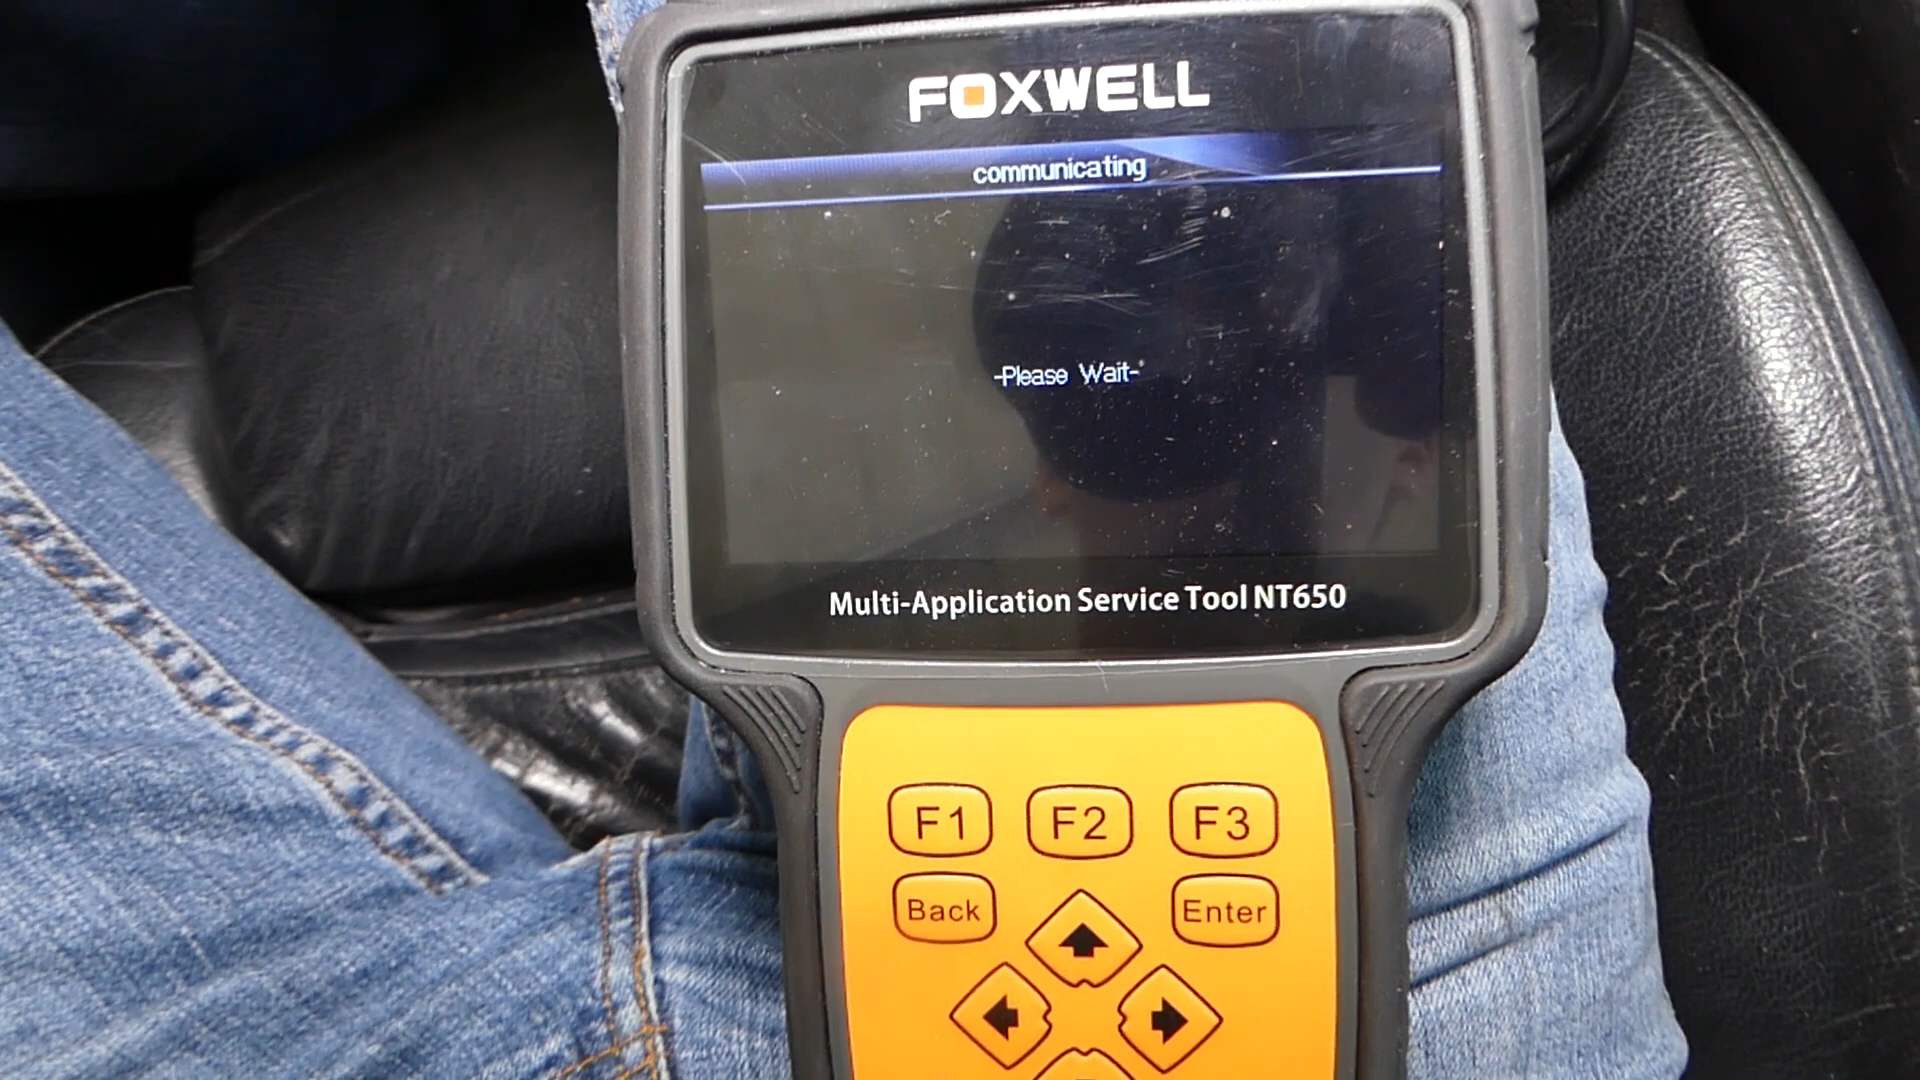 FOXWELL
communicating
-Please Wait-
Multi-Application Service Tool NT650
F1 F2 F3
Back Enter